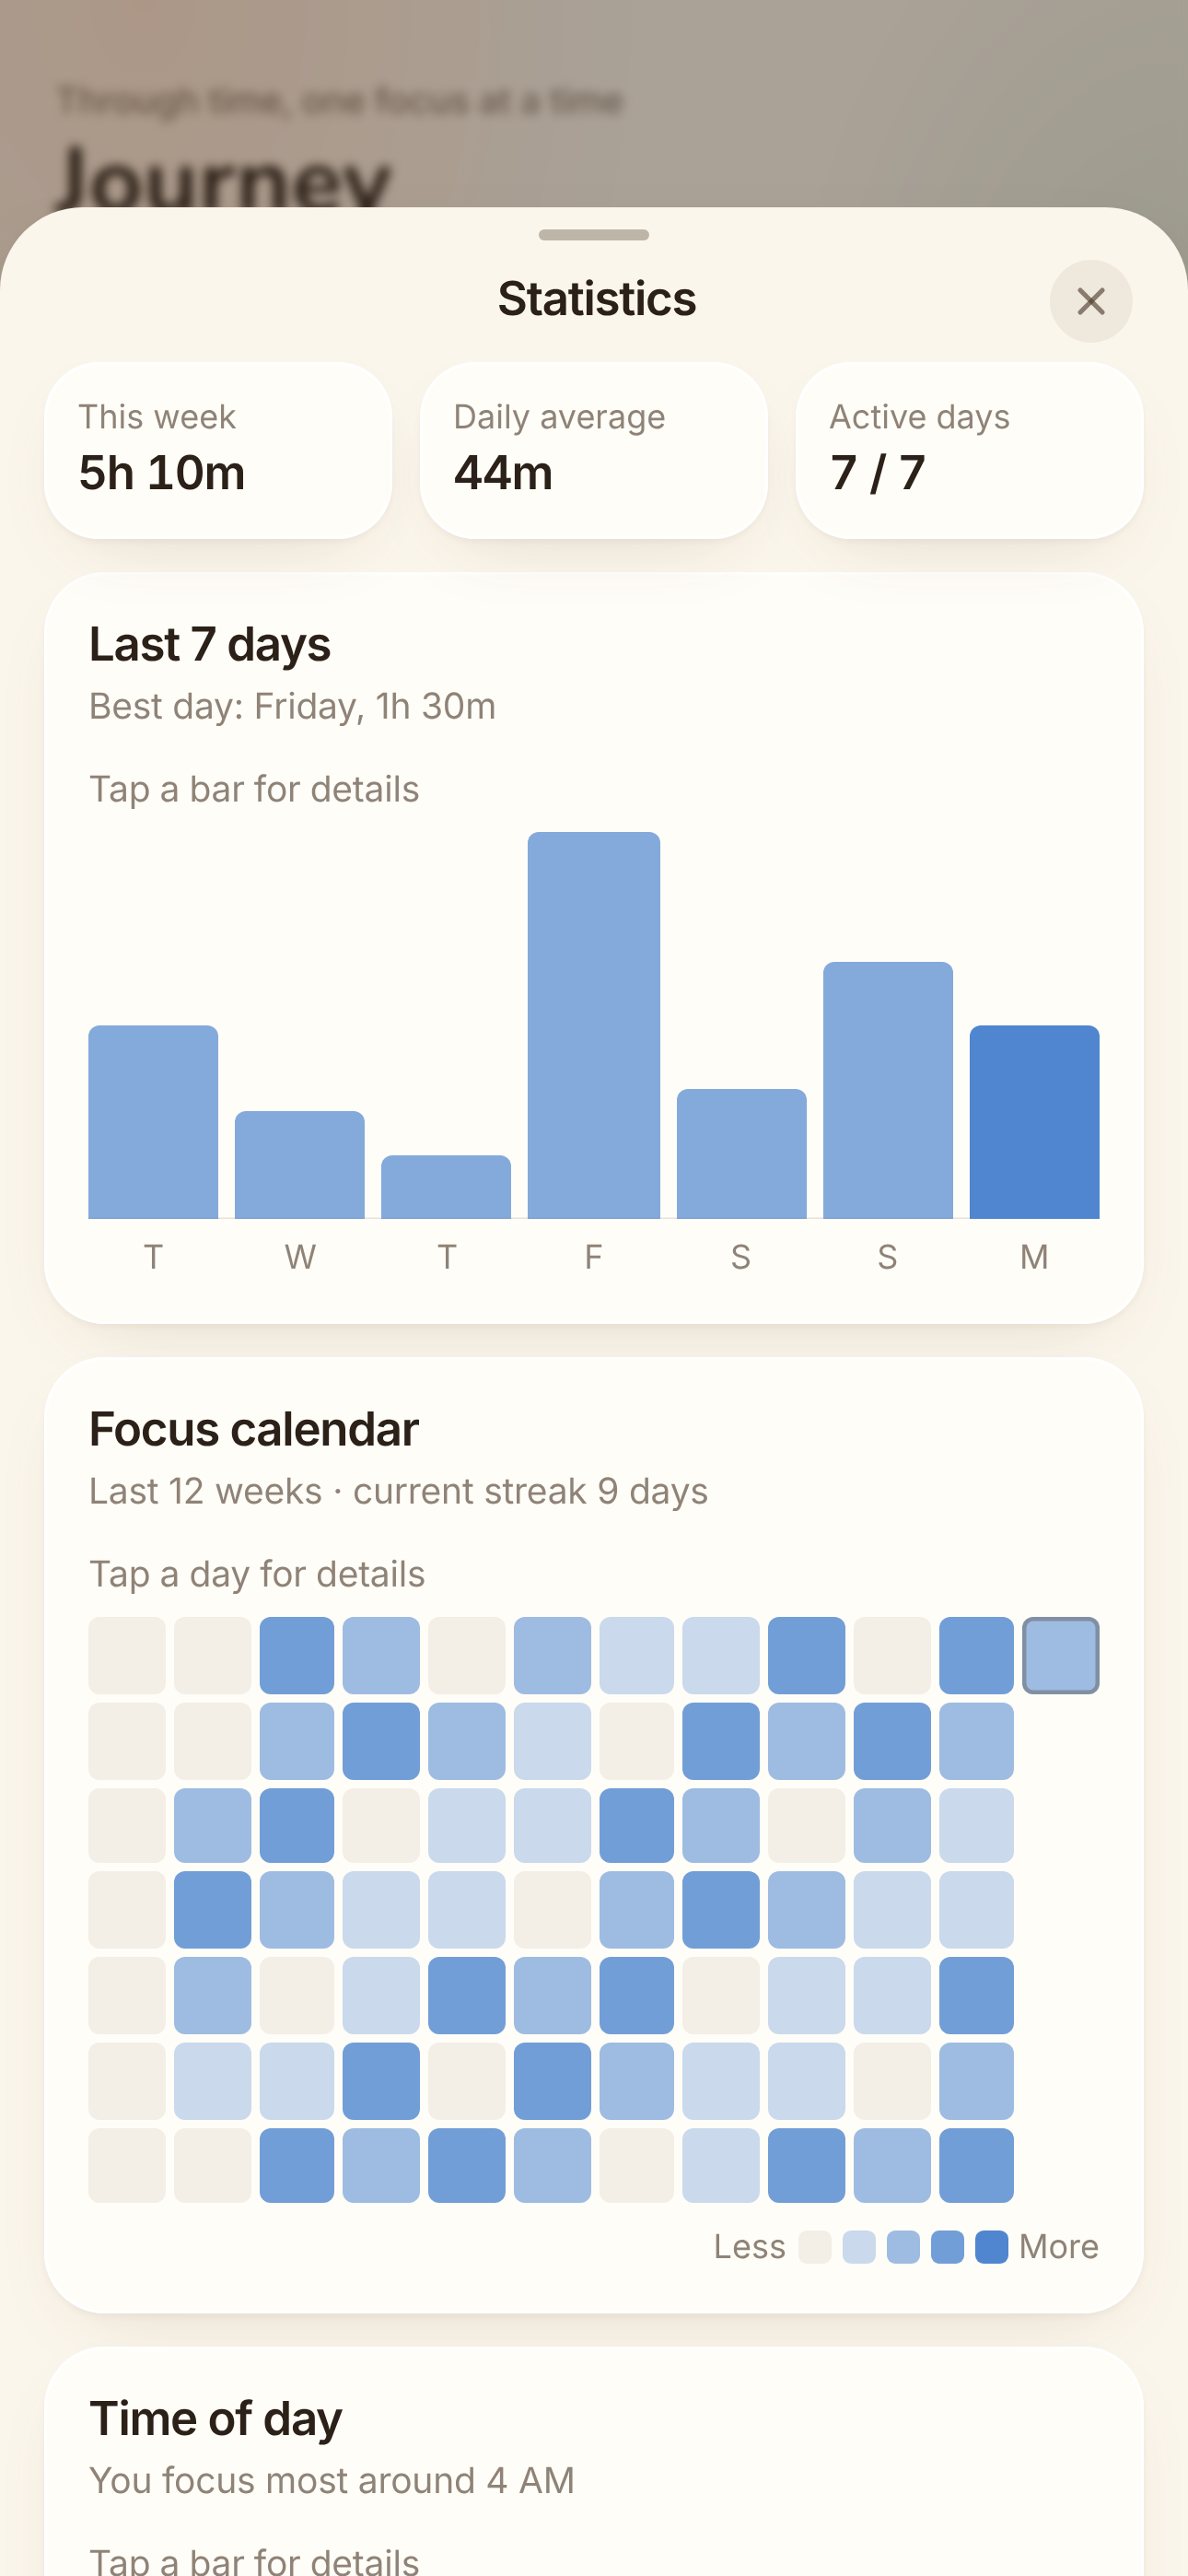 Through time, one focus at a time
Journey
Statistics
This week
5h 10m
Daily average
44m
Active days
7 / 7
Last 7 days
Best day: Friday, 1h 30m
Tap a bar for details
T W T F S S M
Focus calendar
Last 12 weeks · current streak 9 days
Tap a day for details
Less More
Time of day
You focus most around 4 AM
Tap a bar for details